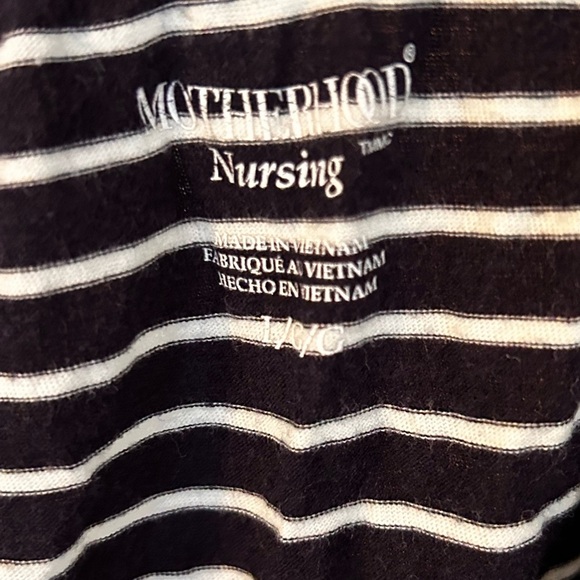 MOTHERHOOD®
Nursing
MADE IN VIETNAM
FABRIQUÉ AU VIETNAM
HECHO EN VIETNAM